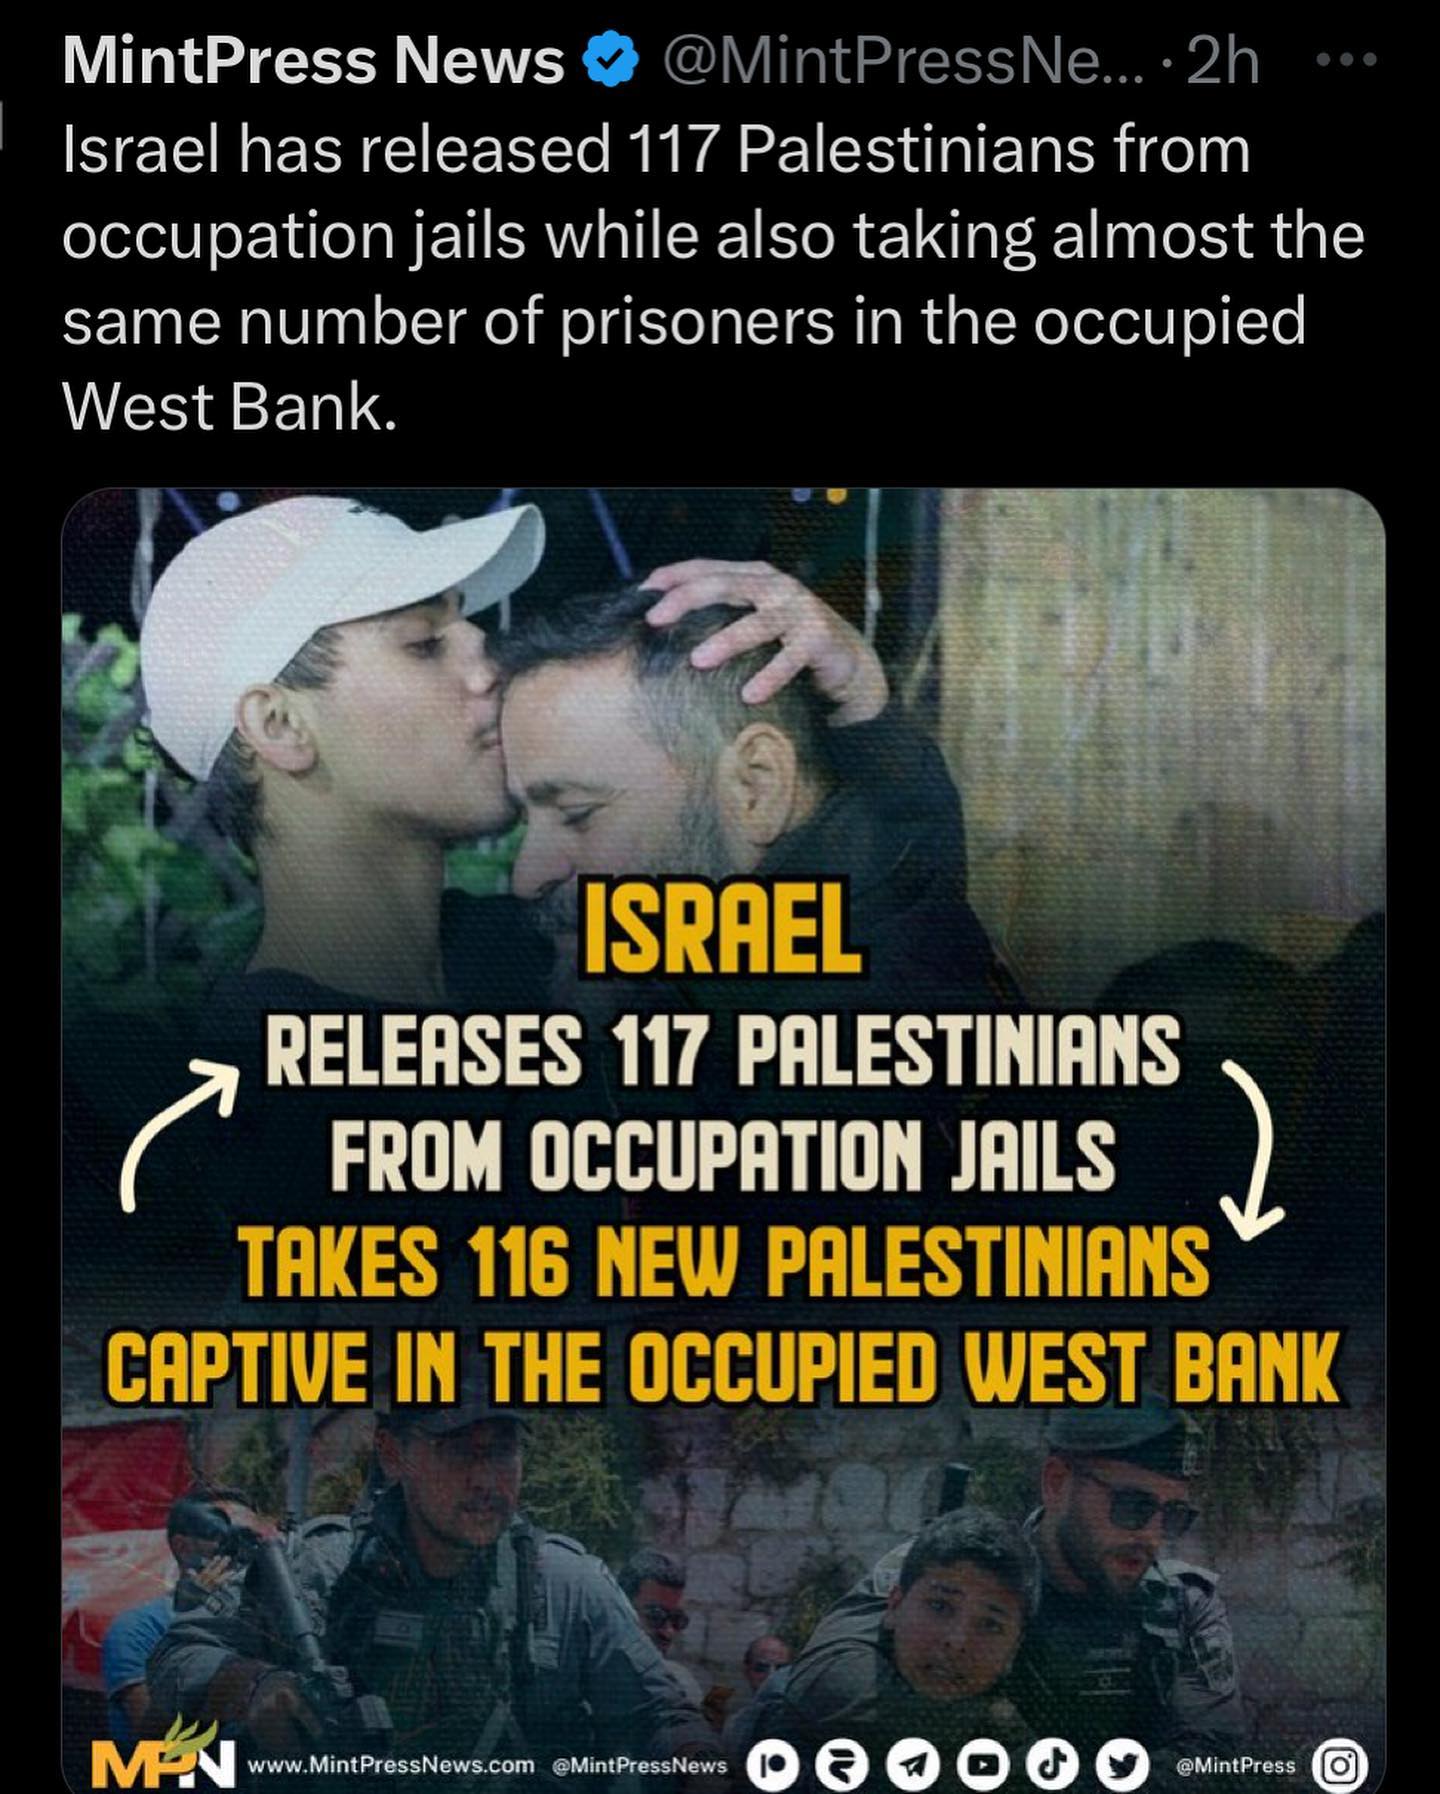 MintPress News @MintPressNe... · 2h
Israel has released 117 Palestinians from
occupation jails while also taking almost the
same number of prisoners in the occupied
West Bank.
ISRAEL
RELEASES 117 PALESTINIANS
FROM OCCUPATION JAILS
TAKES 116 NEW PALESTINIANS
CAPTIVE IN THE OCCUPIED WEST BANK
MPN www.MintPressNews.com @MintPressNews @MintPress